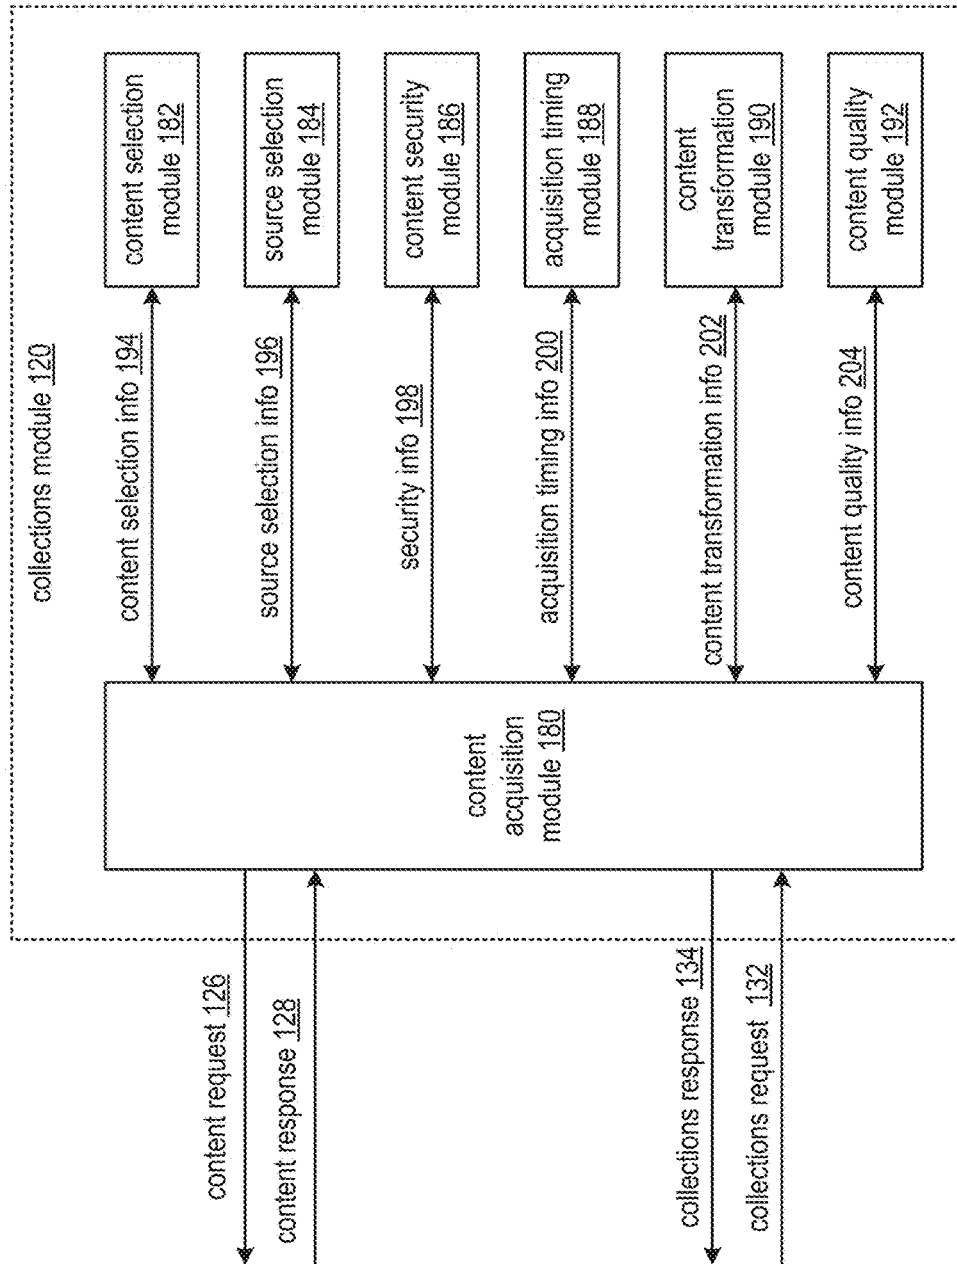 collections module 120
content selection
module 182
source selection
module 184
content security
module 186
acquisition timing
module 188
content
transformation
module 190
content quality
module 192
content selection info 194
source selection info 196
security info 198
acquisition timing info 200
content transformation info 202
content quality info 204
content
acquisition
module 180
content request 126
content response 128
collections response 134
collections request 132